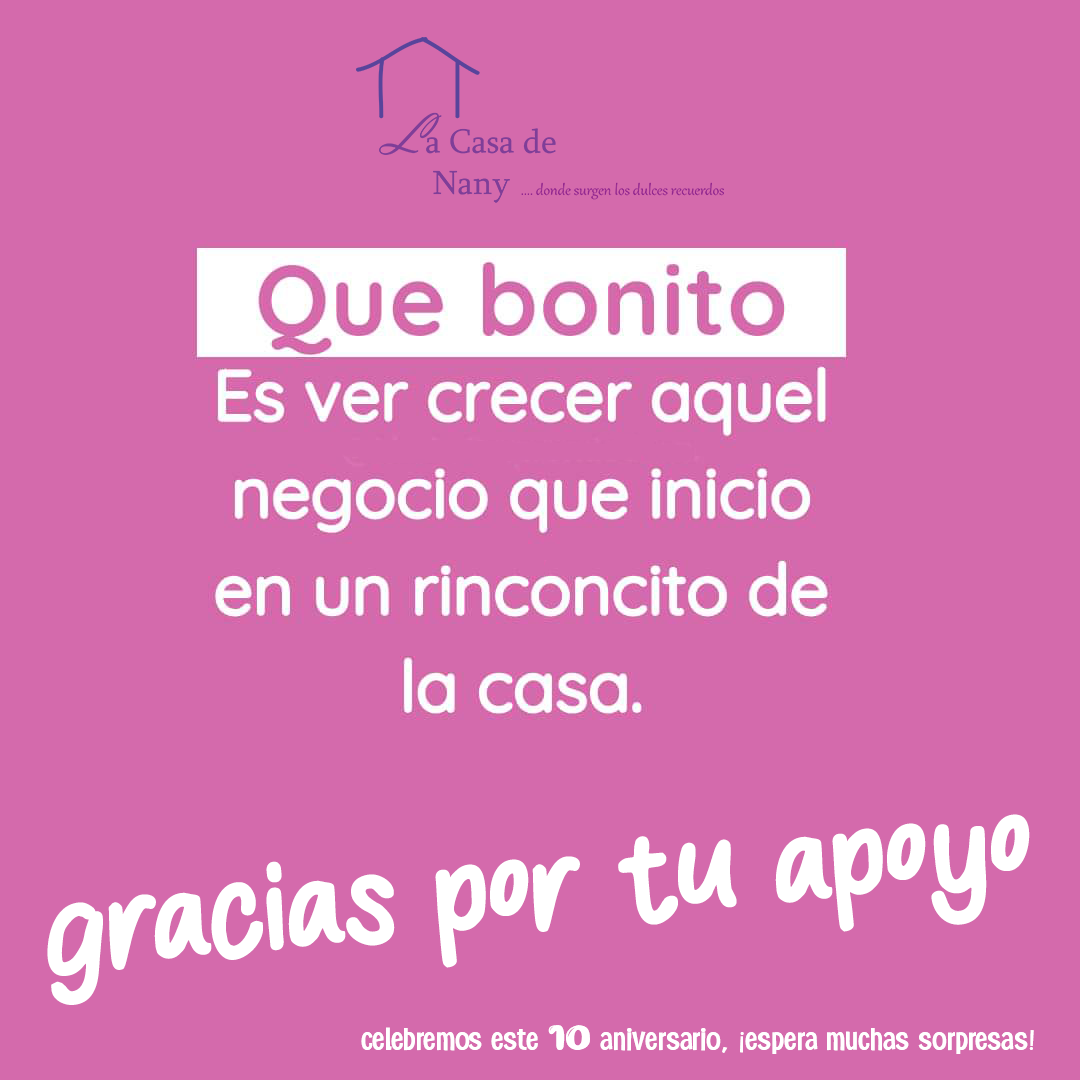 La Casa de
Nany .... donde surgen los dulces recuerdos
Que bonito
Es ver crecer aquel
negocio que inicio
en un rinconcito de
la casa.
gracias por tu apoyo
celebremos este 10 aniversario, ¡espera muchas sorpresas!